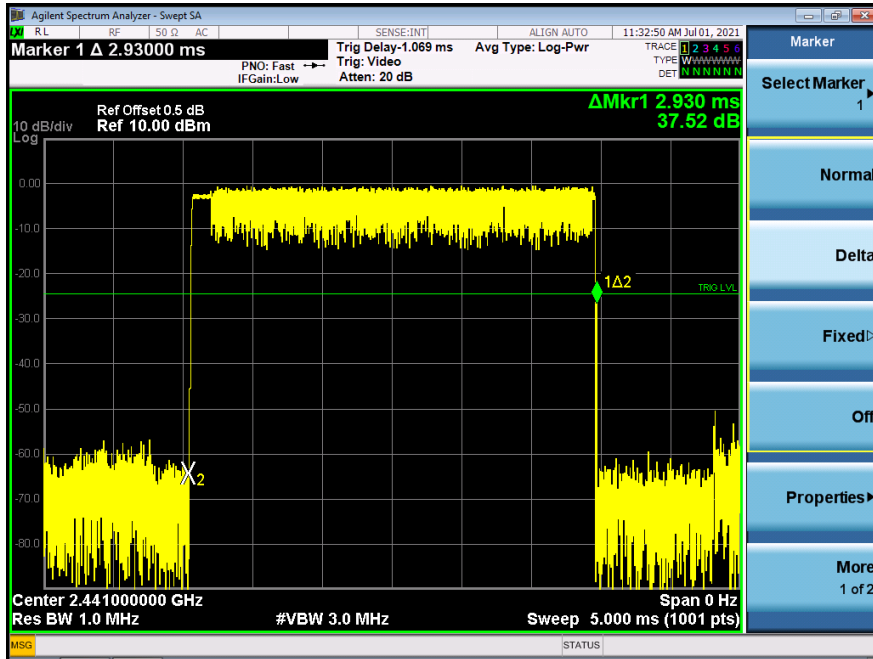 Agilent Spectrum Analyzer - Swept SA
LXI RL RF 50 Ω AC SENSE:INT ALIGN AUTO 11:32:50 AM Jul 01, 2021
Marker 1 Δ 2.93000 ms
PNO: Fast
IFGain:Low
Trig Delay-1.069 ms
Trig: Video
Atten: 20 dB
Avg Type: Log-Pwr
TRACE 1 2 3 4 5 6
TYPE WWWWWW
DET N N N N N N
Ref Offset 0.5 dB
10 dB/div Ref 10.00 dBm
Log
ΔMkr1 2.930 ms
37.52 dB
0.00
-10.0
-20.0
1Δ2
TRIG LVL
-30.0
-40.0
-50.0
-60.0
2
-70.0
-80.0
Center 2.441000000 GHz Span 0 Hz
Res BW 1.0 MHz #VBW 3.0 MHz Sweep 5.000 ms (1001 pts)
MSG STATUS
Marker
Select Marker
1
Normal
Delta
Fixed
Off
Properties
More
1 of 2